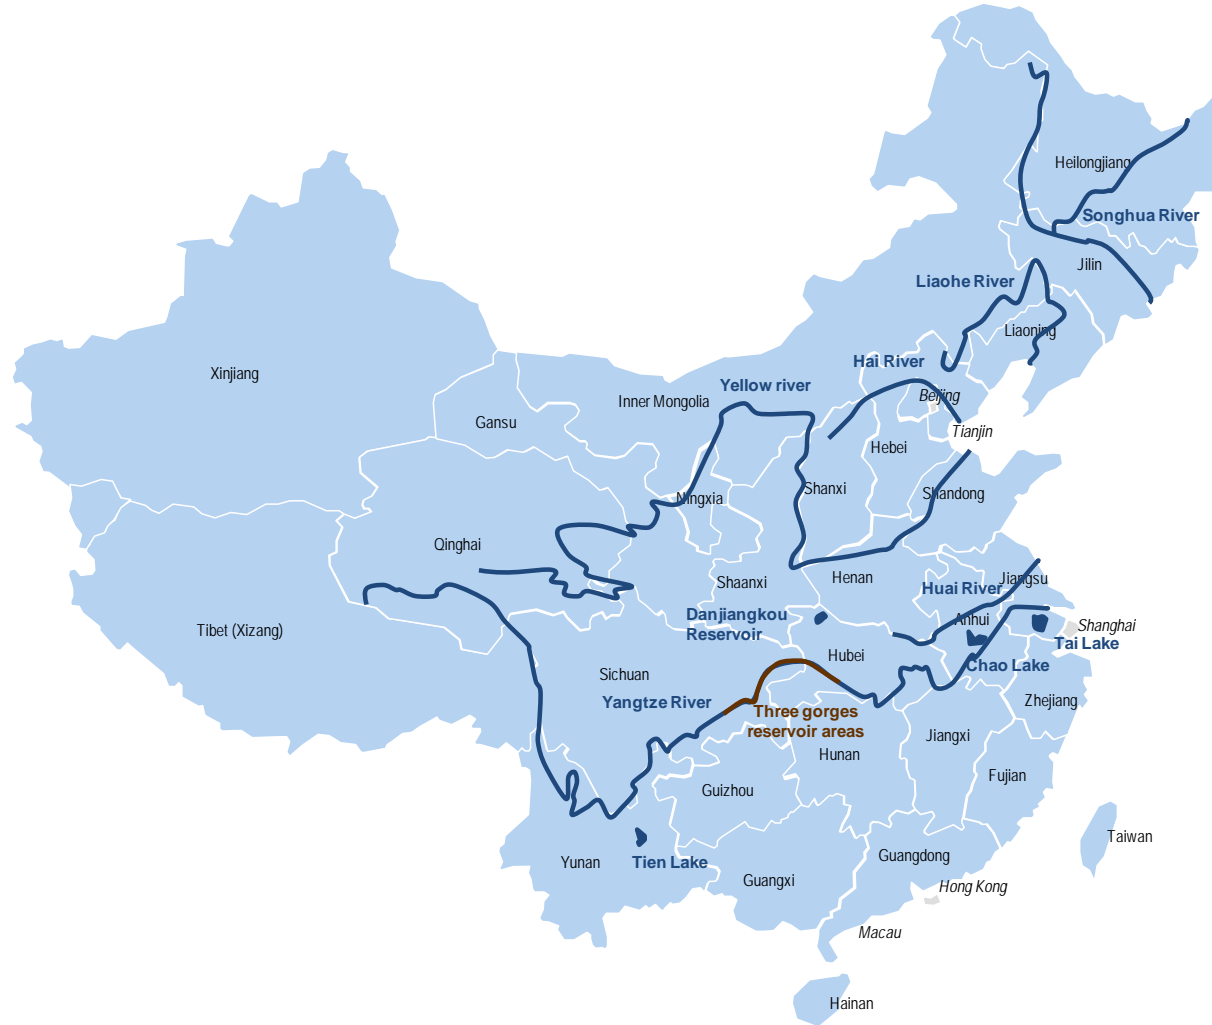 Heilongjiang
Songhua River
Jilin
Liaohe River
Liaoning
Hai River
Xinjiang
Yellow river
Beijing
Inner Mongolia
Gansu
Tianjin
Hebei
Ningxia
Shanxi
Shandong
Qinghai
Shaanxi
Henan
Jiangsu
Huai River
Danjiangkou
Reservoir
Anhui
Tibet (Xizang)
Shanghai
Tai Lake
Hubei
Chao Lake
Sichuan
Yangtze River
Zhejiang
Three gorges
reservoir areas
Jiangxi
Hunan
Fujian
Guizhou
Taiwan
Yunan
Tien Lake
Guangdong
Guangxi
Hong Kong
Macau
Hainan